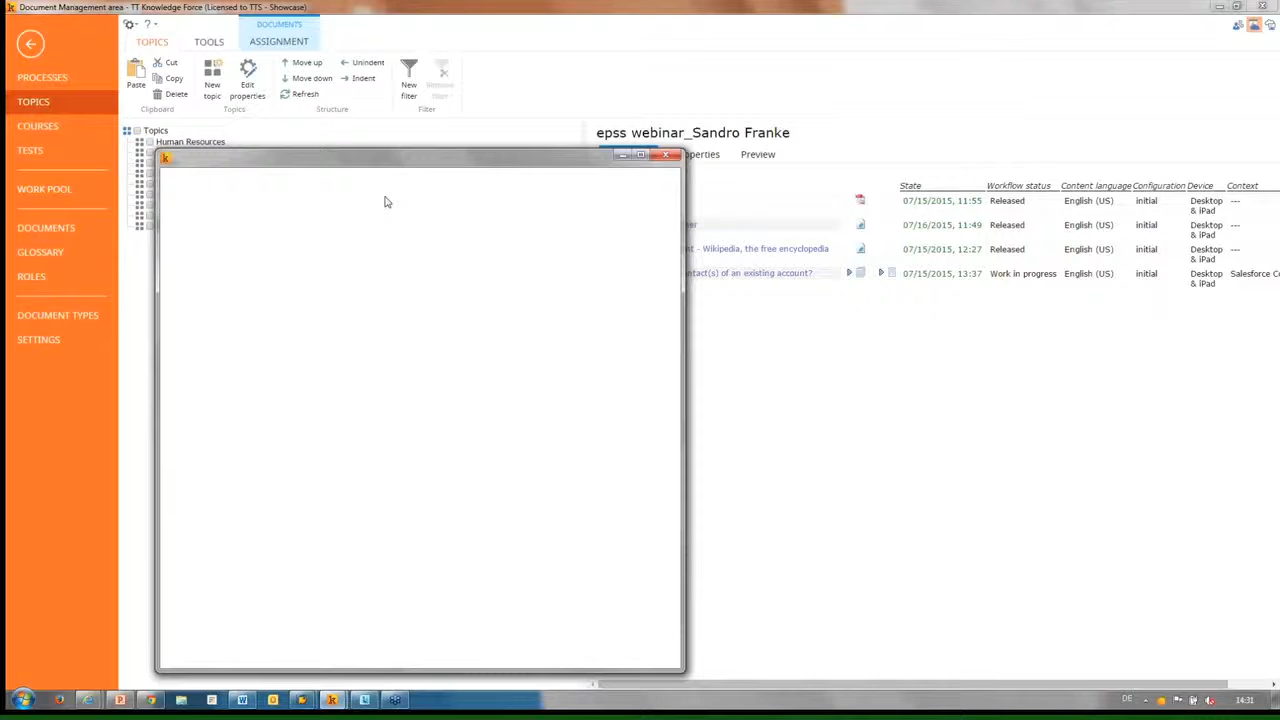 Document Management area - TT Knowledge Force (Licensed to TTS - Showcase)
?
DOCUMENTS
TOPICS TOOLS ASSIGNMENT
PROCESSES
TOPICS
COURSES
TESTS
WORK POOL
DOCUMENTS
GLOSSARY
ROLES
DOCUMENT TYPES
SETTINGS
Paste
Cut
Copy
Delete
Clipboard
New topic
Edit properties
Topics
Move up
Unindent
Move down
Indent
Refresh
Structure
New filter
Remove filter
Filter
Topics
Human Resources
k
epss webinar_Sandro Franke
operties Preview
State Workflow status Content language Configuration Device Context
07/15/2015, 11:55 Released English (US) initial Desktop & iPad ---
er 07/16/2015, 11:49 Released English (US) initial Desktop & iPad ---
nt - Wikipedia, the free encyclopedia 07/15/2015, 12:27 Released English (US) initial Desktop & iPad ---
ntact(s) of an existing account? 07/15/2015, 13:37 Work in progress English (US) initial Desktop & iPad Salesforce Co
DE 14:31